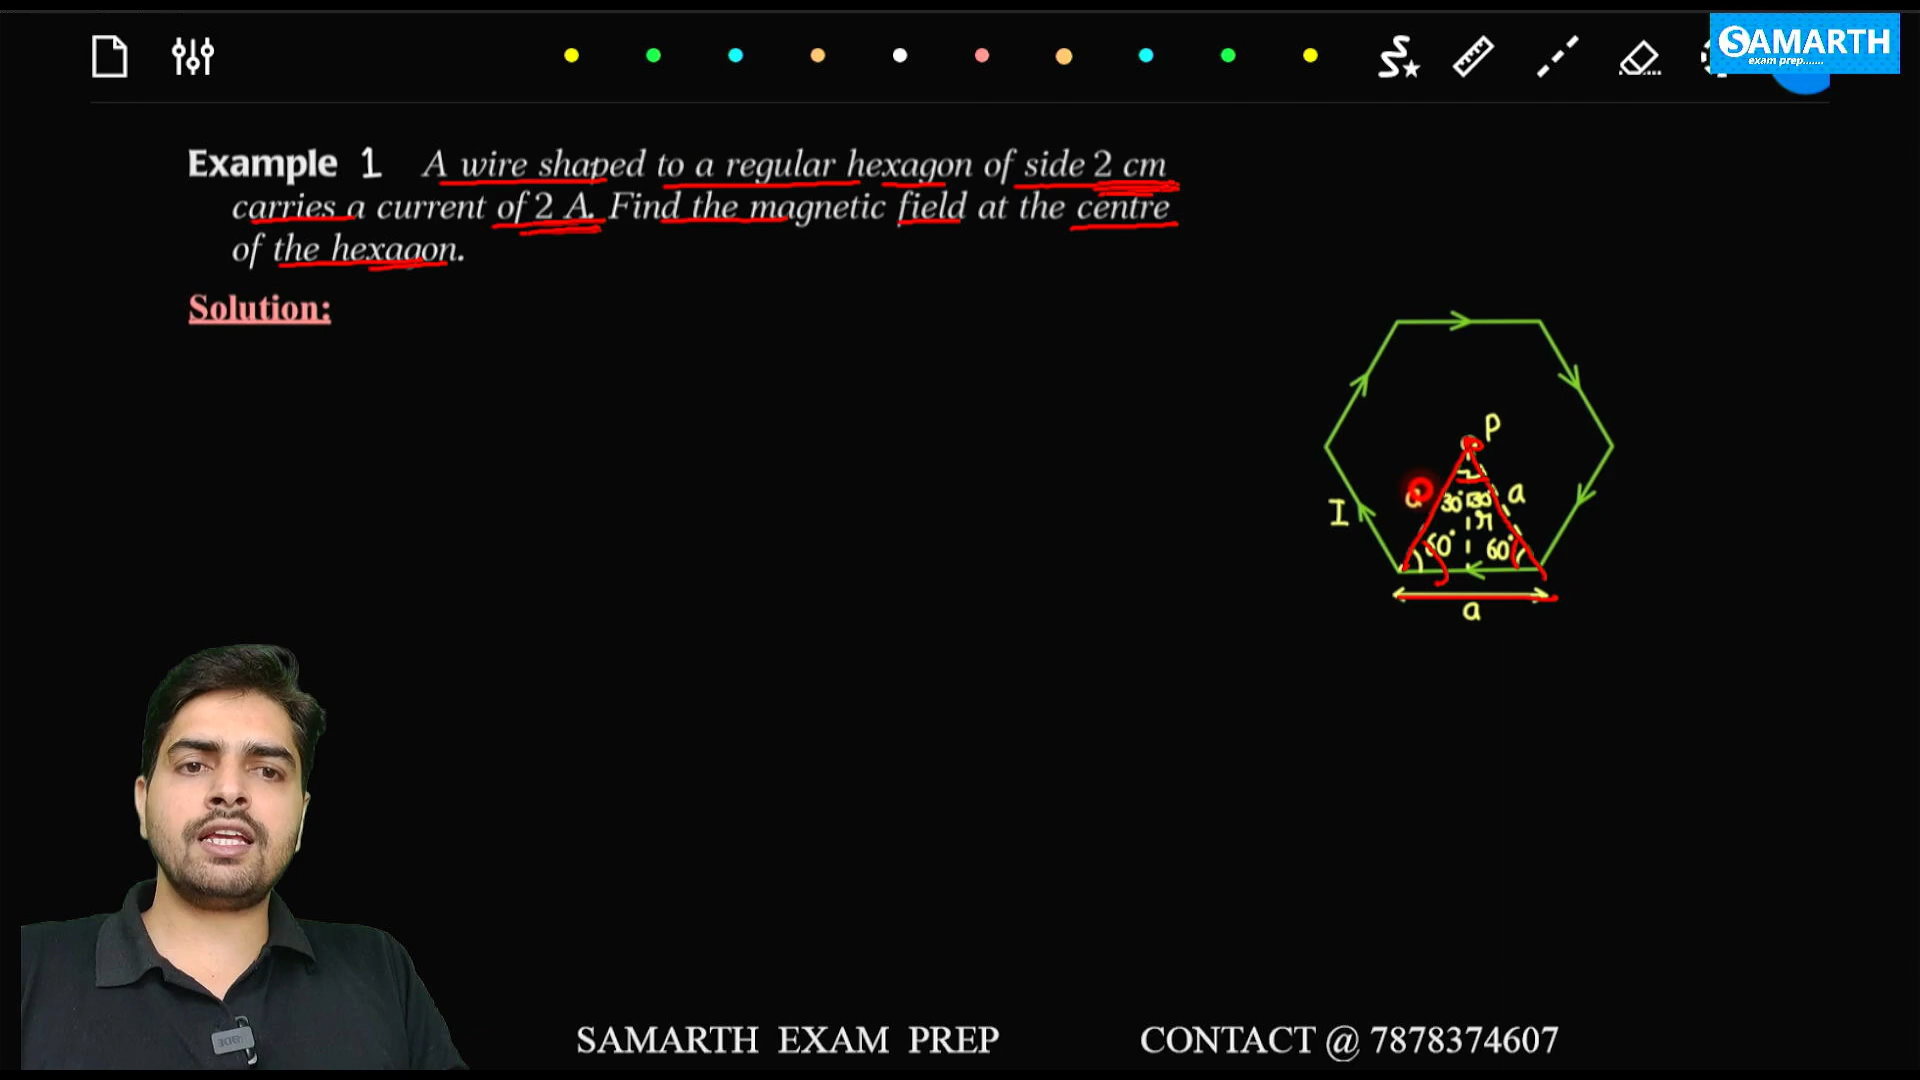 SAMARTH
exam prep.......
Example 1 A wire shaped to a regular hexagon of side 2 cm
carries a current of 2 A. Find the magnetic field at the centre
of the hexagon.
Solution:
P
a
30° 30°
a
r
I
60° 60°
a
SAMARTH EXAM PREP
CONTACT @ 7878374607